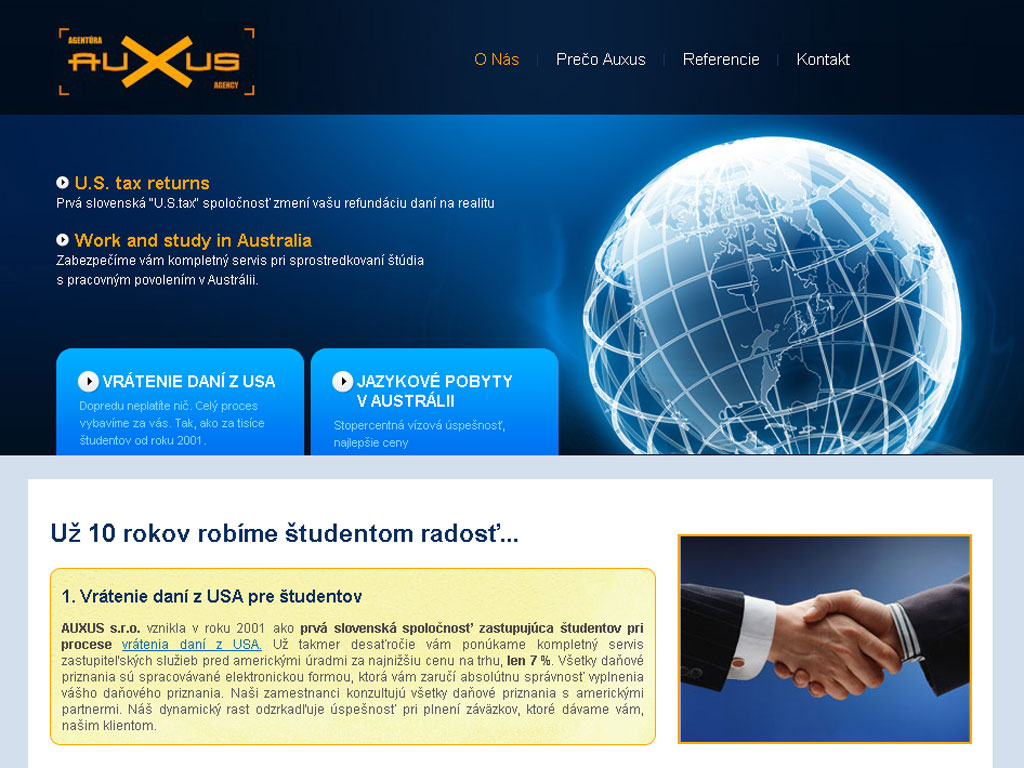 AGENTÚRA
AUXUS
AGENCY
O Nás
Prečo Auxus
Referencie
Kontakt
U.S. tax returns
Prvá slovenská "U.S.tax" spoločnosť zmení vašu refundáciu daní na realitu
Work and study in Australia
Zabezpečíme vám kompletný servis pri sprostredkovaní štúdia
s pracovným povolením v Austrálii.
VRÁTENIE DANÍ Z USA
Dopredu neplatíte nič. Celý proces
vybavíme za vás. Tak, ako za tisíce
študentov od roku 2001.
JAZYKOVÉ POBYTY
V AUSTRÁLII
Stopercentná vízová úspešnosť,
najlepšie ceny
Už 10 rokov robíme študentom radosť...
1. Vrátenie daní z USA pre študentov
AUXUS s.r.o. vznikla v roku 2001 ako prvá slovenská spoločnosť zastupujúca študentov pri
procese vrátenia daní z USA. Už takmer desaťročie vám ponúkame kompletný servis
zastupiteľských služieb pred americkými úradmi za najnižšiu cenu na trhu, len 7 %. Všetky daňové
priznania sú spracovávané elektronickou formou, ktorá vám zaručí absolútnu správnosť vyplnenia
vášho daňového priznania. Naši zamestnanci konzultujú všetky daňové priznania s americkými
partnermi. Náš dynamický rast odzrkadľuje úspešnosť pri plnení záväzkov, ktoré dávame vám,
našim klientom.